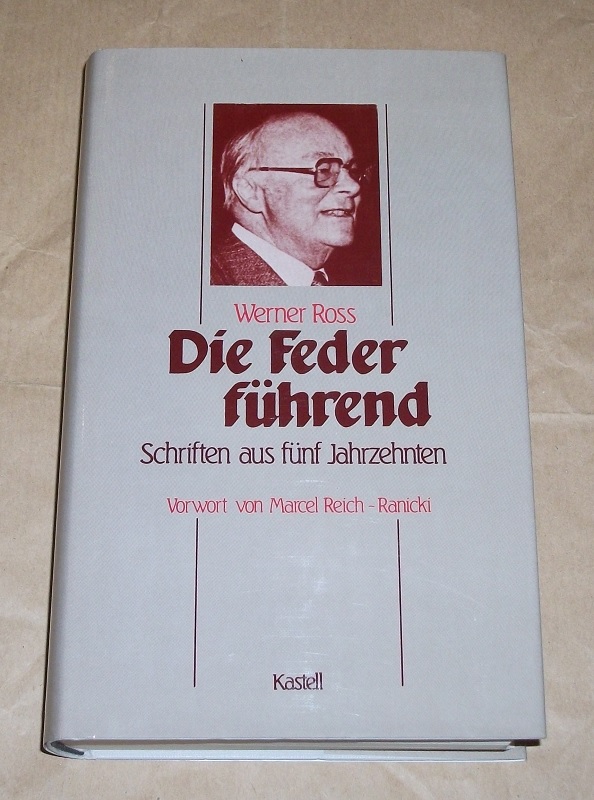 Werner Ross
Die Feder
führend
Schriften aus fünf Jahrzehnten
Vorwort von Marcel Reich-Ranicki
Kastell